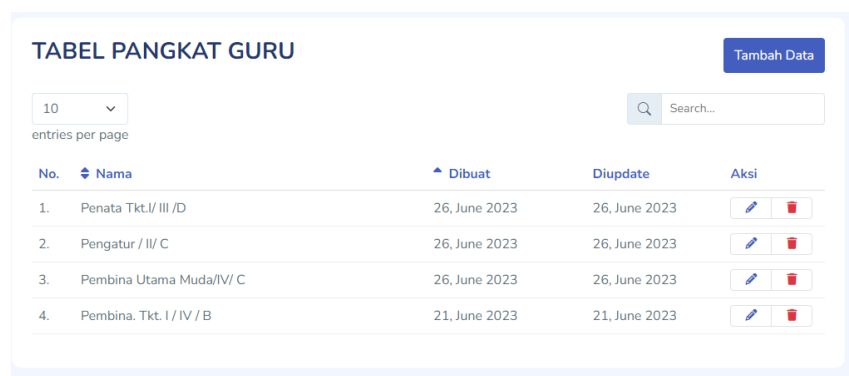 TABEL PANGKAT GURU
Tambah Data
10
entries per page
Search...
No. Nama Dibuat Diupdate Aksi
1. Penata Tkt.I/ III /D 26, June 2023 26, June 2023
2. Pengatur / II/ C 26, June 2023 26, June 2023
3. Pembina Utama Muda/IV/ C 26, June 2023 26, June 2023
4. Pembina. Tkt. I / IV / B 21, June 2023 21, June 2023